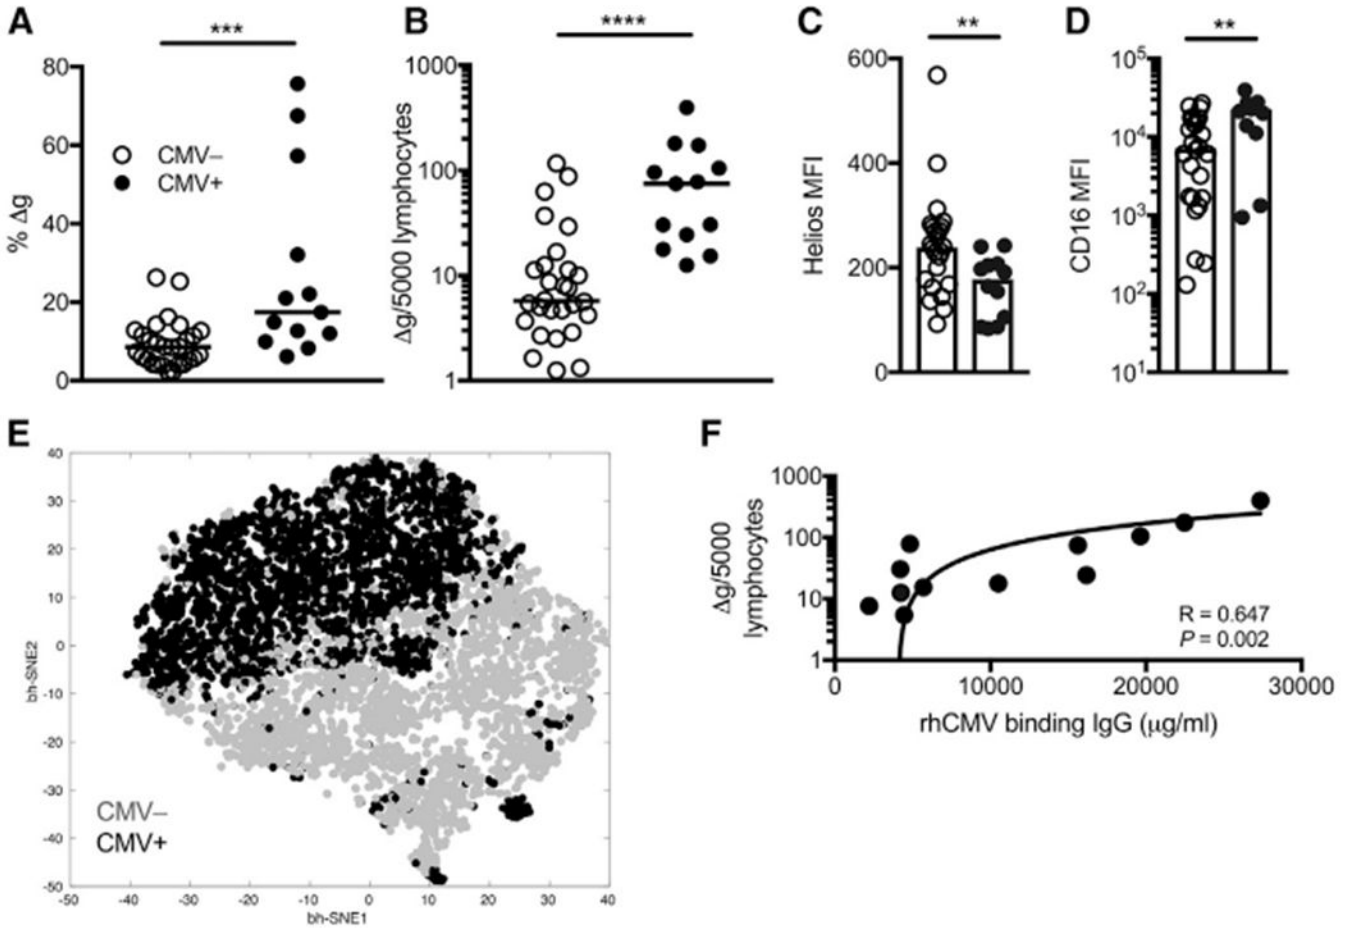 A
***
80
60
40
20
0
% Δg
CMV–
CMV+
B
****
1000
100
10
1
Δg/5000 lymphocytes
C
**
600
400
200
0
Helios MFI
D
**
10⁵
10⁴
10³
10²
10¹
CD16 MFI
E
40
30
20
10
0
-10
-20
-30
-40
-50
bh-SNE2
CMV–
CMV+
-50 -40 -30 -20 -10 0 10 20 30 40
bh-SNE1
F
1000
100
10
1
Δg/5000
lymphocytes
R = 0.647
P = 0.002
0 10000 20000 30000
rhCMV binding IgG (μg/ml)